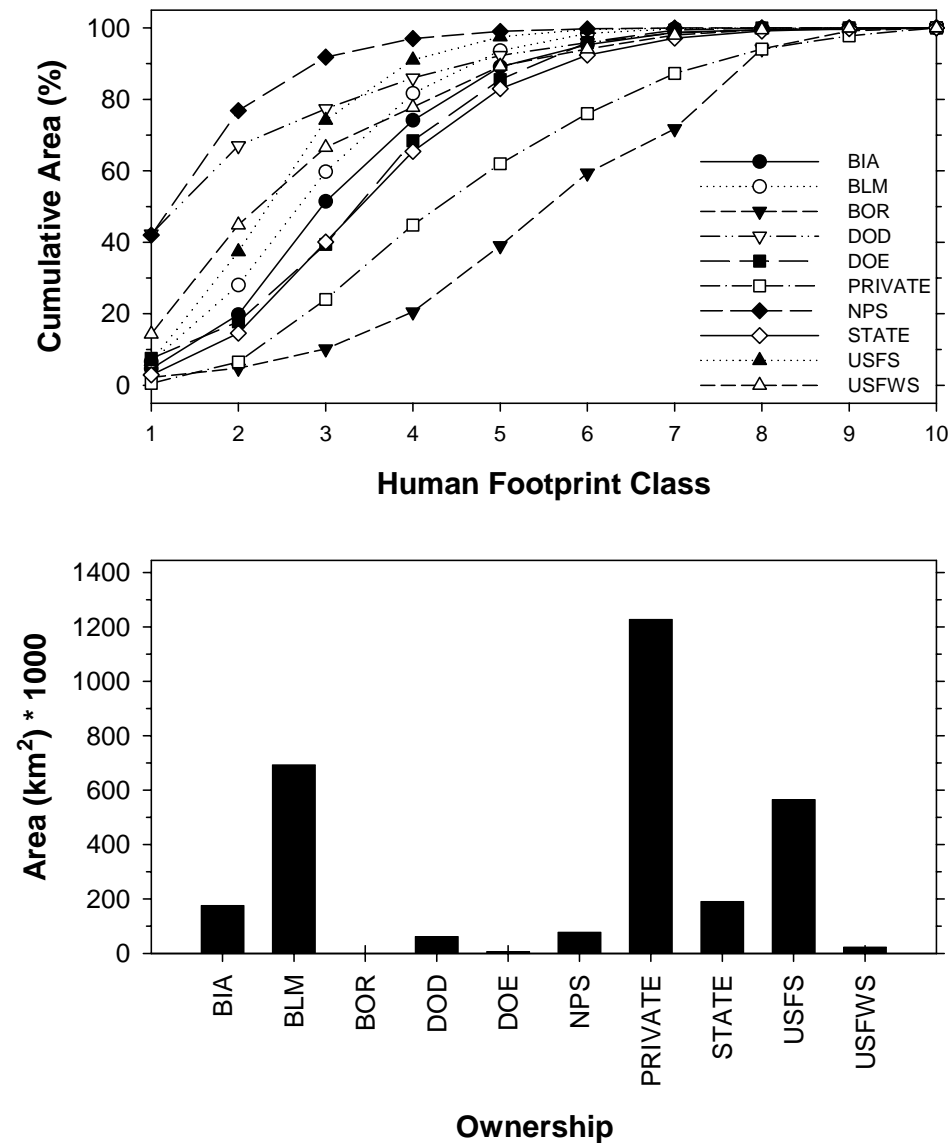 Cumulative Area (%)
100
80
60
40
20
0
BIA
BLM
BOR
DOD
DOE
PRIVATE
NPS
STATE
USFS
USFWS
1 2 3 4 5 6 7 8 9 10
Human Footprint Class
Area (km²) * 1000
1400
1200
1000
800
600
400
200
0
BIA
BLM
BOR
DOD
DOE
NPS
PRIVATE
STATE
USFS
USFWS
Ownership